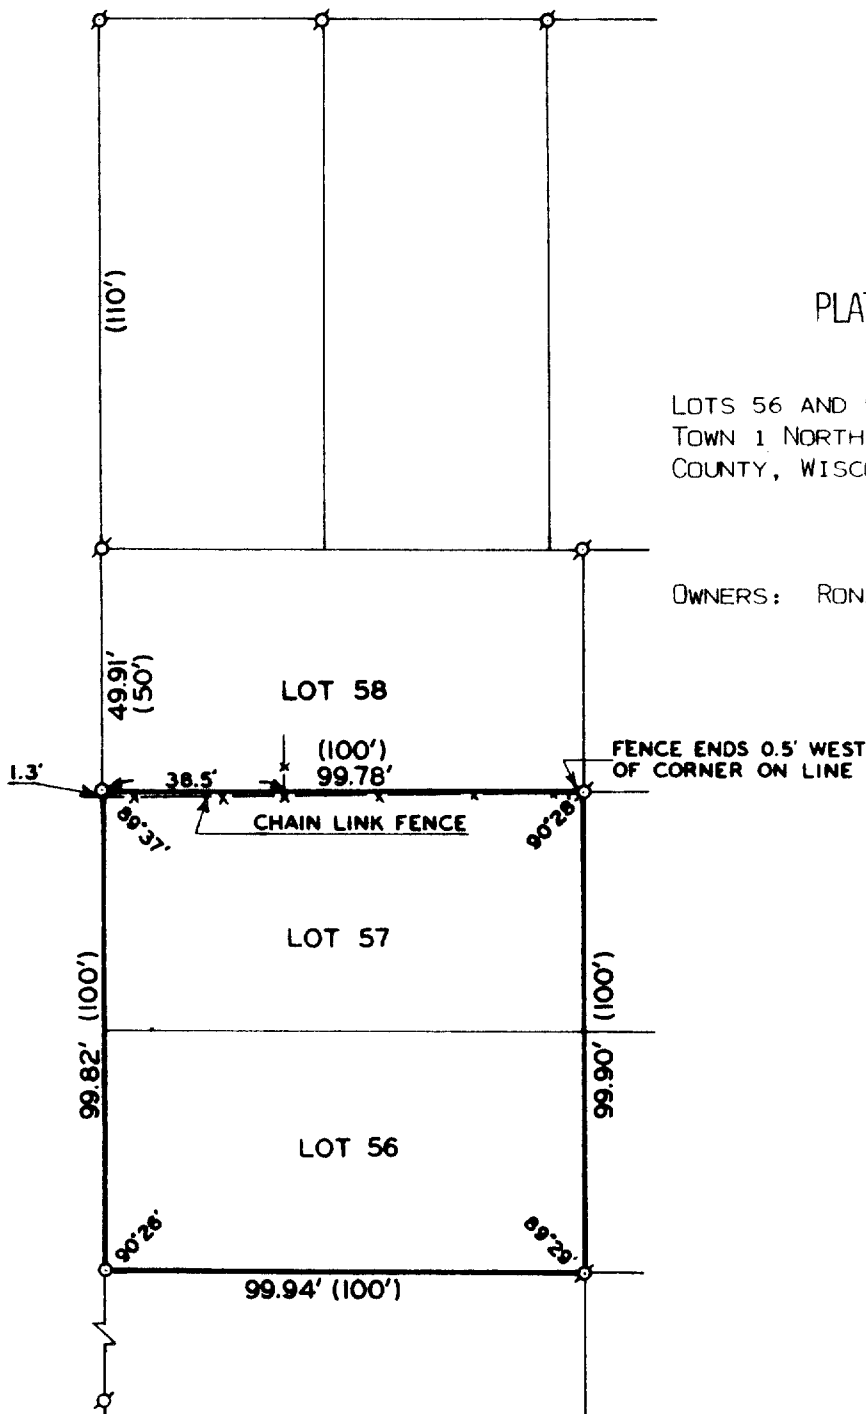 (110')
PLA
LOTS 56 AND
TOWN 1 NORTH
COUNTY, WISC
OWNERS: RON
49.91'
(50')
LOT 58
(100')
99.78'
FENCE ENDS 0.5' WEST
OF CORNER ON LINE
1.3'
38.5'
89°37'
CHAIN LINK FENCE
90°28'
LOT 57
99.82' (100')
99.90' (100')
LOT 56
90°26'
89°29'
99.94' (100')